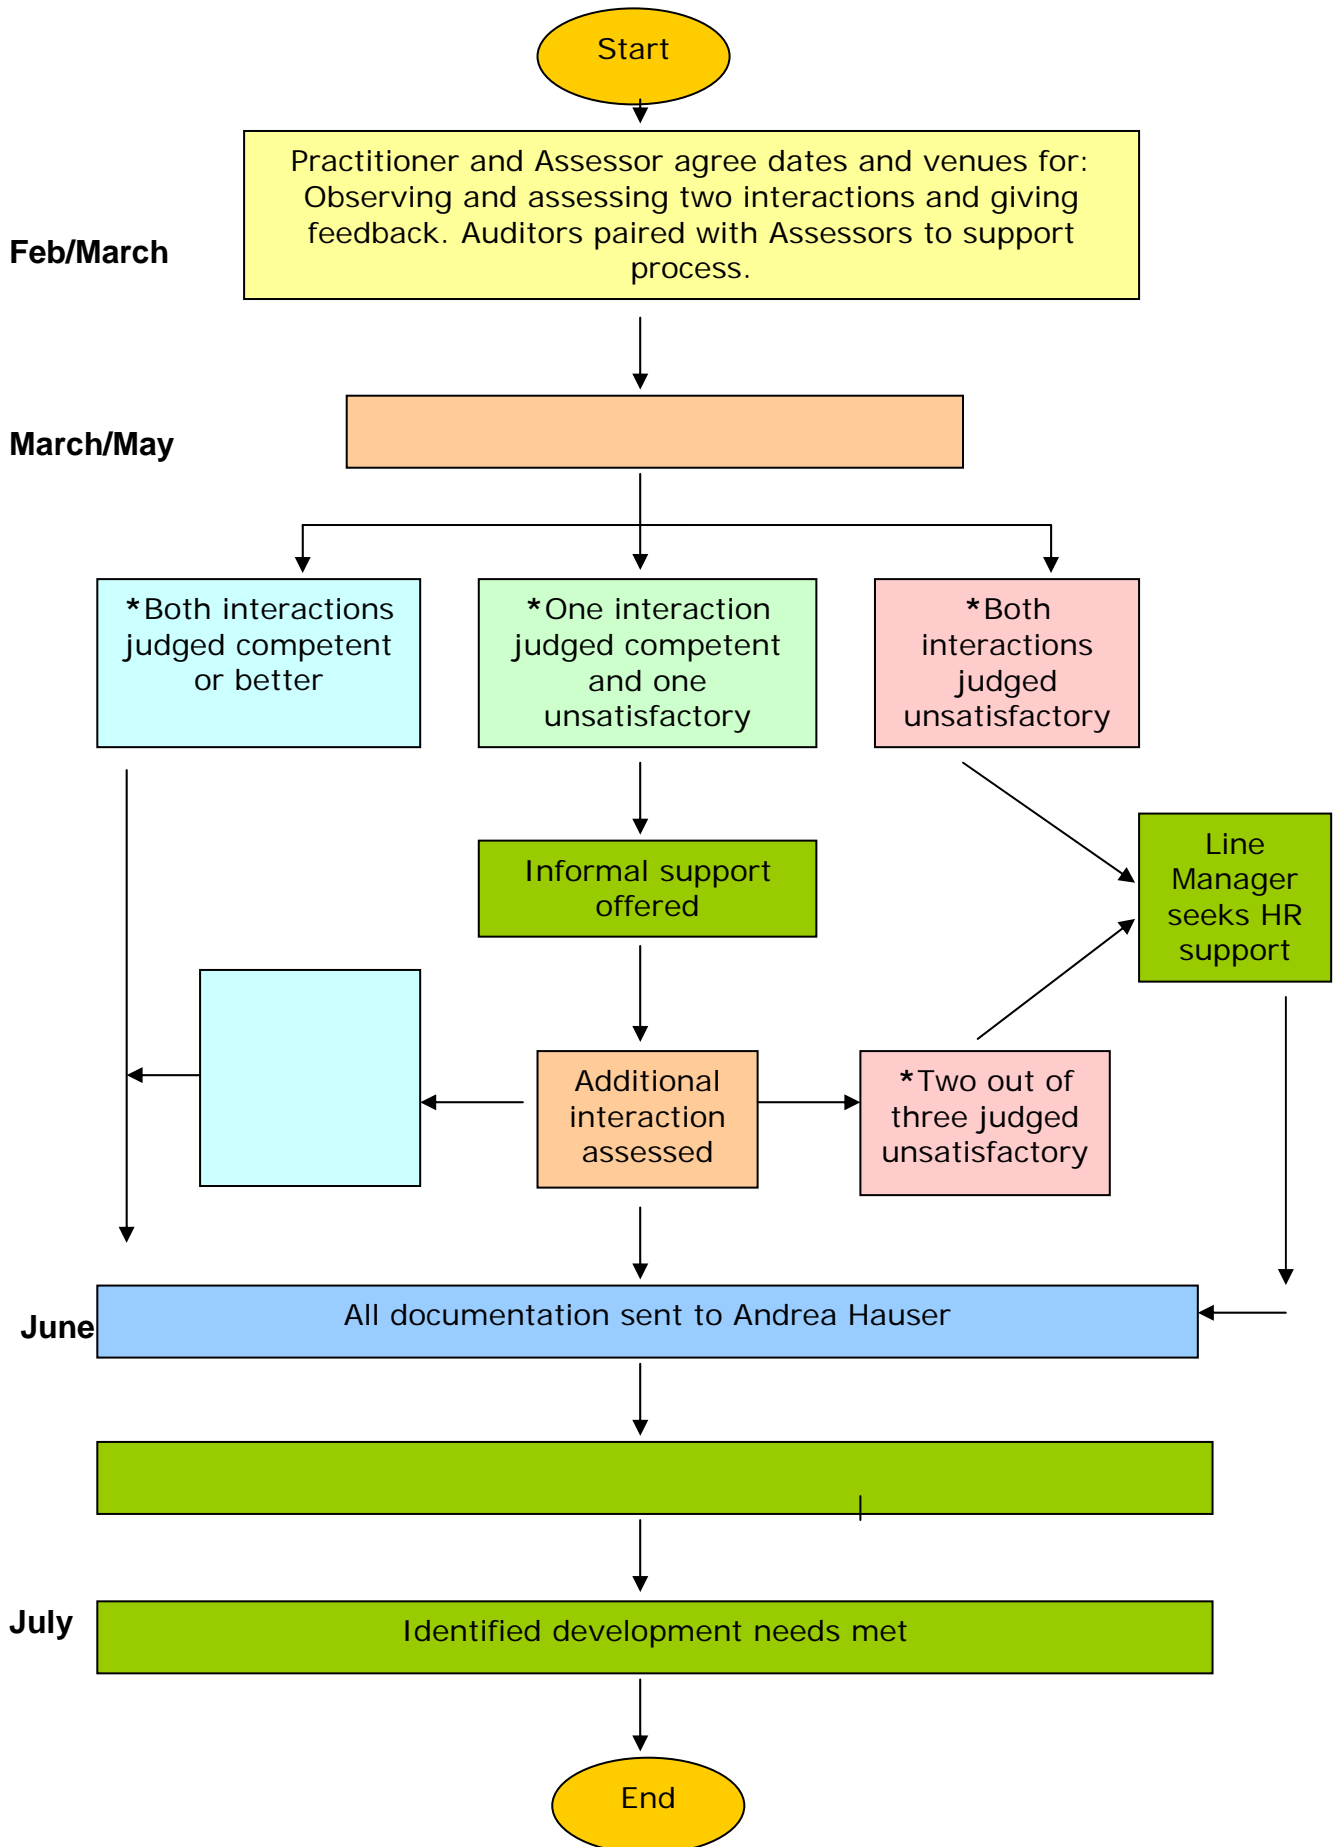 Start
Practitioner and Assessor agree dates and venues for:
Observing and assessing two interactions and giving
feedback. Auditors paired with Assessors to support
process.
Feb/March
March/May
*Both interactions
judged competent
or better
*One interaction
judged competent
and one
unsatisfactory
*Both
interactions
judged
unsatisfactory
Informal support
offered
Line
Manager
seeks HR
support
Additional
interaction
assessed
*Two out of
three judged
unsatisfactory
June
All documentation sent to Andrea Hauser
July
Identified development needs met
End